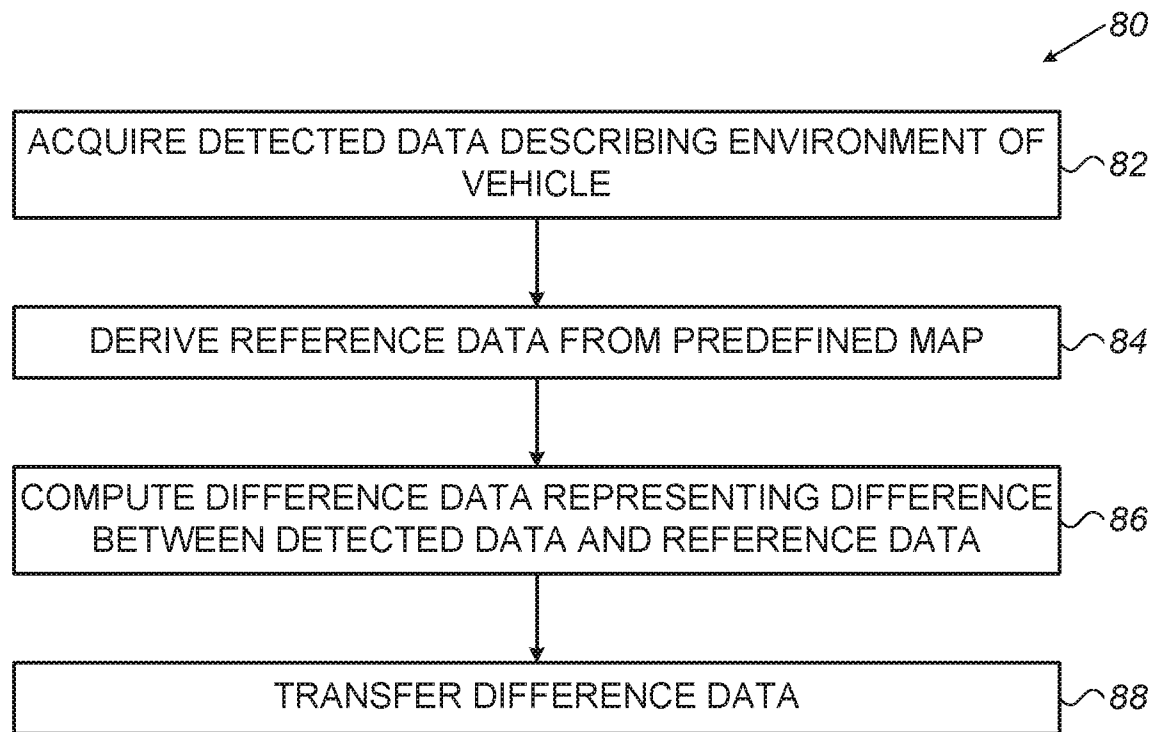 80
ACQUIRE DETECTED DATA DESCRIBING ENVIRONMENT OF
VEHICLE
82
DERIVE REFERENCE DATA FROM PREDEFINED MAP
84
COMPUTE DIFFERENCE DATA REPRESENTING DIFFERENCE
BETWEEN DETECTED DATA AND REFERENCE DATA
86
TRANSFER DIFFERENCE DATA
88